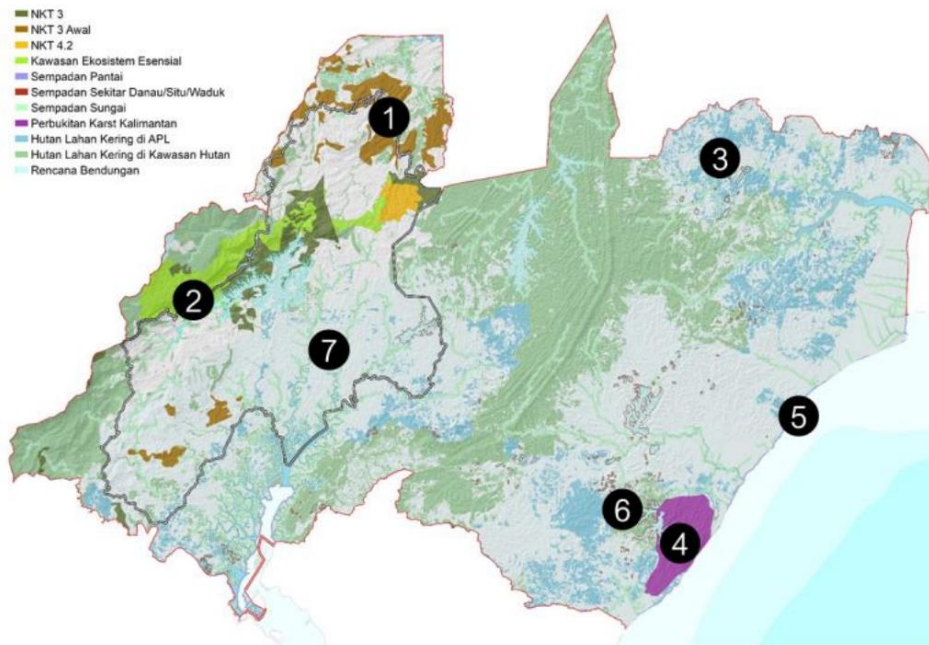 NKT 3
NKT 3 Awal
NKT 4.2
Kawasan Ekosistem Esensial
Sempadan Pantai
Sempadan Sekitar Danau/Situ/Waduk
Sempadan Sungai
Perbukitan Karst Kalimantan
Hutan Lahan Kering di APL
Hutan Lahan Kering di Kawasan Hutan
Rencana Bendungan
1
3
2
7
5
6
4